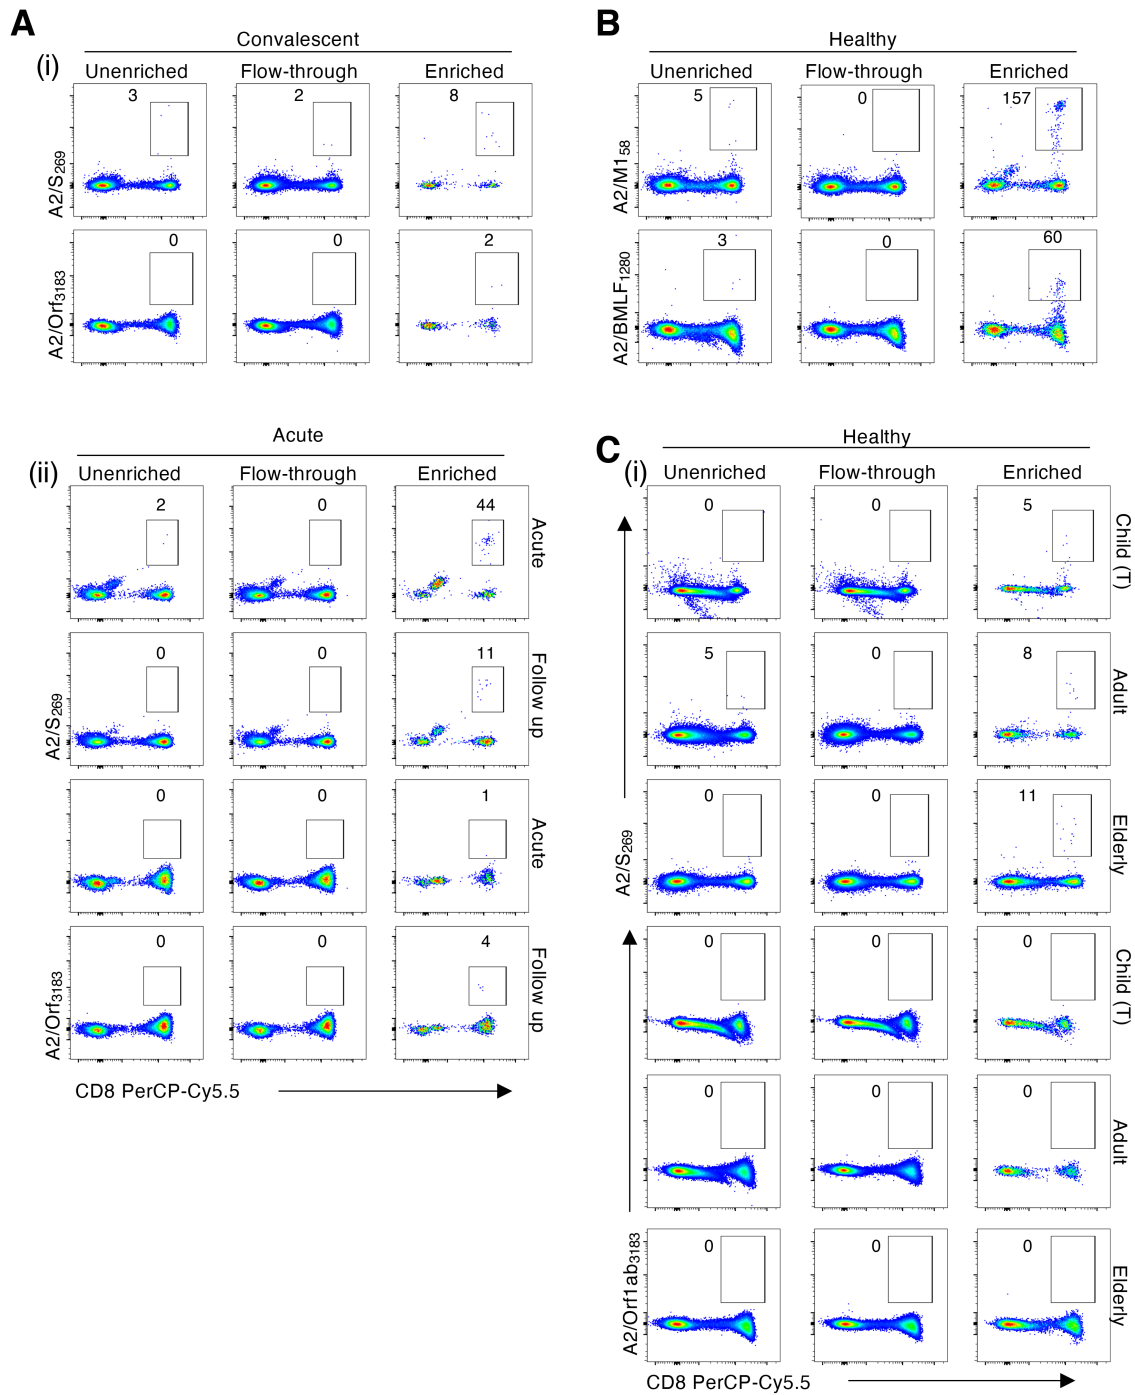 A
Convalescent
(i)
Unenriched Flow-through Enriched
3 2 8
A2/S269
0 0 2
A2/Orf3183
B
Healthy
Unenriched Flow-through Enriched
5 0 157
A2/M158
3 0 60
A2/BMLF1280
Acute
(ii)
Unenriched Flow-through Enriched
2 0 44
Acute
0 0 11
Follow up
A2/S269
0 0 1
Acute
0 0 4
Follow up
A2/Orf3183
CD8 PerCP-Cy5.5
C
Healthy
(i)
Unenriched Flow-through Enriched
0 0 5
Child (T)
5 0 8
Adult
0 0 11
Elderly
A2/S269
0 0 0
Child (T)
0 0 0
Adult
0 0 0
Elderly
A2/Orf1ab3183
CD8 PerCP-Cy5.5